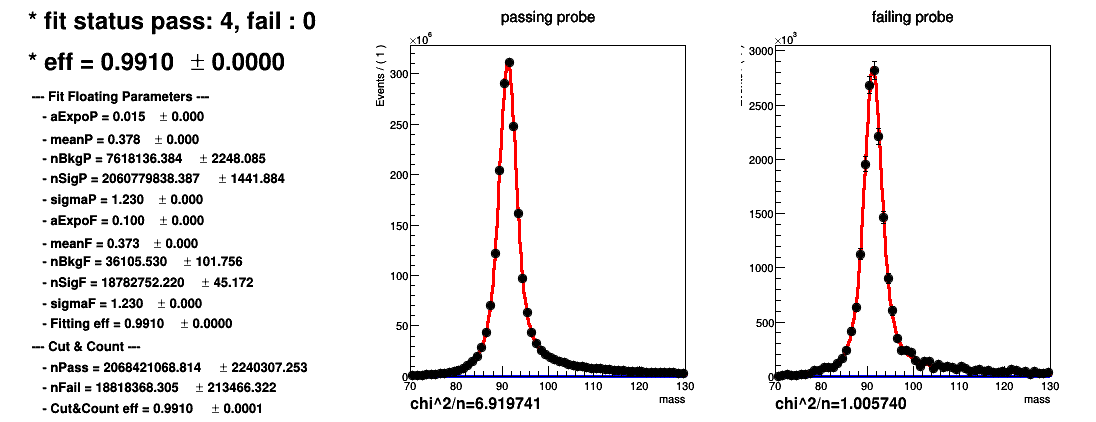 * fit status pass: 4, fail : 0
* eff = 0.9910 ± 0.0000
--- Fit Floating Parameters ---
- aExpoP = 0.015 ± 0.000
- meanP = 0.378 ± 0.000
- nBkgP = 7618136.384 ± 2248.085
- nSigP = 2060779838.387 ± 1441.884
- sigmaP = 1.230 ± 0.000
- aExpoF = 0.100 ± 0.000
- meanF = 0.373 ± 0.000
- nBkgF = 36105.530 ± 101.756
- nSigF = 18782752.220 ± 45.172
- sigmaF = 1.230 ± 0.000
- Fitting eff = 0.9910 ± 0.0000
--- Cut & Count ---
- nPass = 2068421068.814 ± 2240307.253
- nFail = 18818368.305 ± 213466.322
- Cut&Count eff = 0.9910 ± 0.0001
passing probe
×10^6
Events / ( 1 )
300
250
200
150
100
50
0
70 80 90 100 110 120 130
mass
chi^2/n=6.919741
failing probe
×10^3
3000
2500
2000
1500
1000
500
0
70 80 90 100 110 120 130
mass
chi^2/n=1.005740